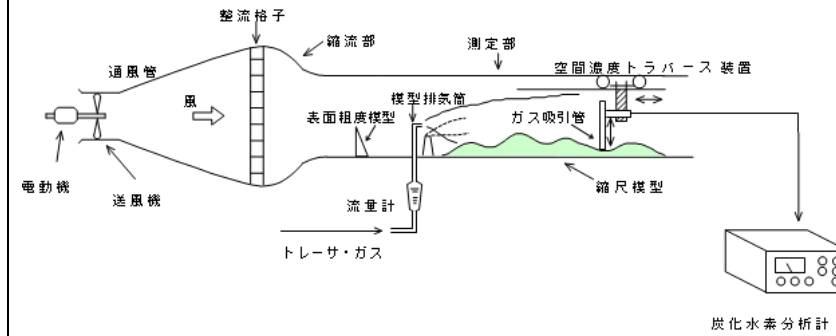 整流格子
縮流部
測定部
通風管
空間濃度トラバース装置
風
模型排気筒
表面粗度模型
ガス吸引管
電動機
送風機
流量計
縮尺模型
トレーサ・ガス
炭化水素分析計